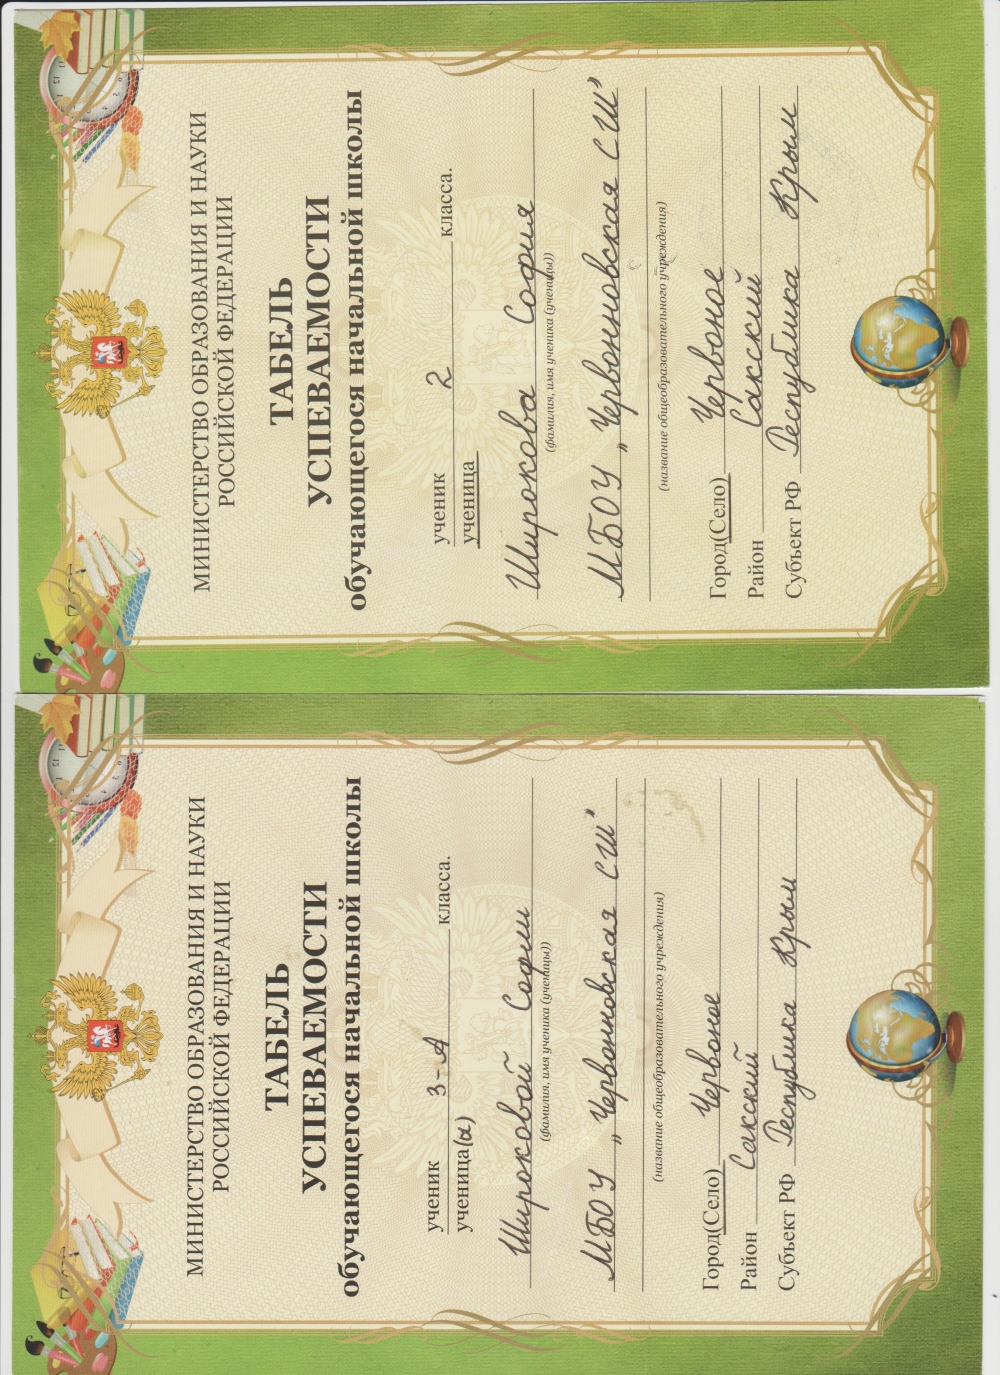 МИНИСТЕРСТВО ОБРАЗОВАНИЯ И НАУКИ
РОССИЙСКОЙ ФЕДЕРАЦИИ
ТАБЕЛЬ
УСПЕВАЕМОСТИ
обучающегося начальной школы
ученик 2 класса.
ученица
Широкова София
(фамилия, имя ученика (ученицы))
МБОУ „Червонновская СШ”
(название общеобразовательного учреждения)
Город(Село) Червоное
Район Сакский
Субъект РФ Республика Крым
МИНИСТЕРСТВО ОБРАЗОВАНИЯ И НАУКИ
РОССИЙСКОЙ ФЕДЕРАЦИИ
ТАБЕЛЬ
УСПЕВАЕМОСТИ
обучающегося начальной школы
ученик 3-А класса.
ученица(ы)
Широковой Софии
(фамилия, имя ученика (ученицы))
МБОУ „Червонновская СШ”
(название общеобразовательного учреждения)
Город(Село) Червоное
Район Сакский
Субъект РФ Республика Крым